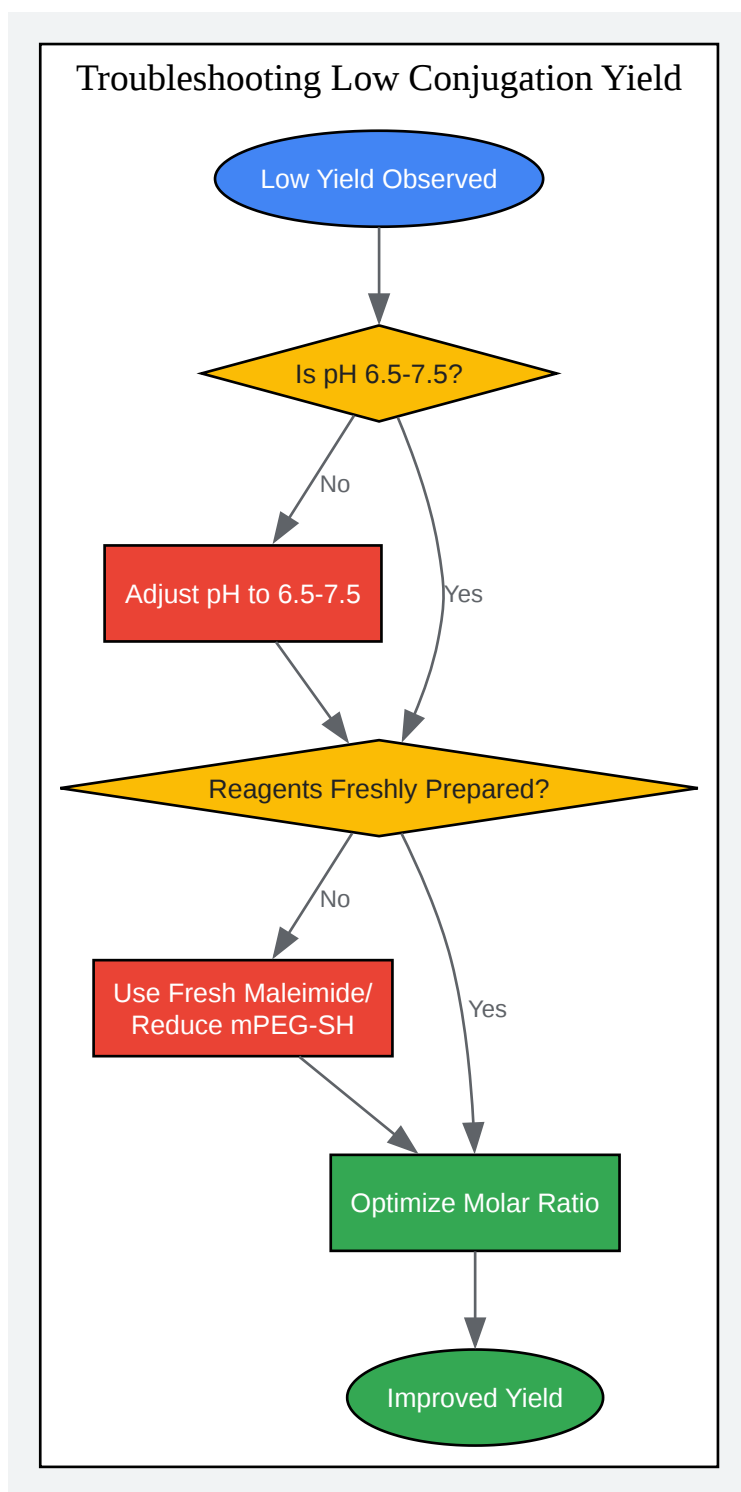 Troubleshooting Low Conjugation Yield
Low Yield Observed
Is pH 6.5-7.5?
No
Adjust pH to 6.5-7.5
Yes
Reagents Freshly Prepared?
No
Use Fresh Maleimide/
Reduce mPEG-SH
Yes
Optimize Molar Ratio
Improved Yield